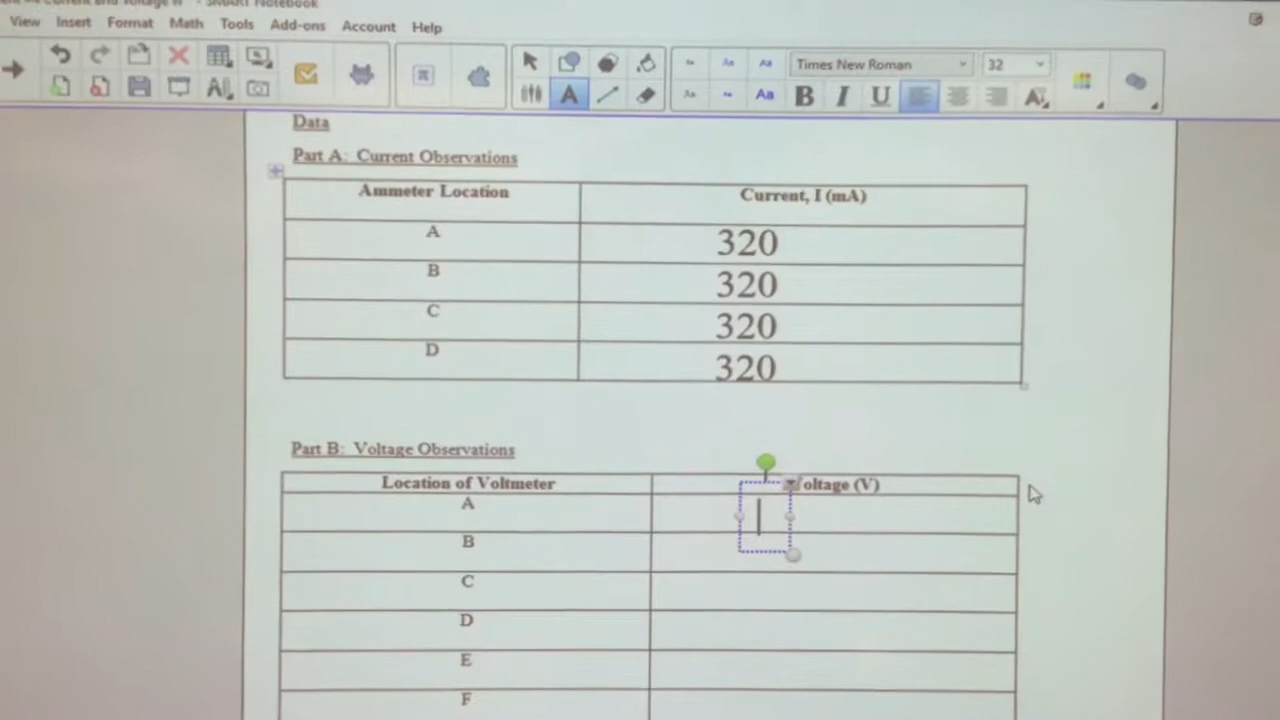 View Insert Format Math Tools Add-ons Account Help
Times New Roman 32
B I U
Data
Part A: Current Observations
Ammeter Location Current, I (mA)
A 320
B 320
C 320
D 320
Part B: Voltage Observations
Location of Voltmeter oltage (V)
A
B
C
D
E
F